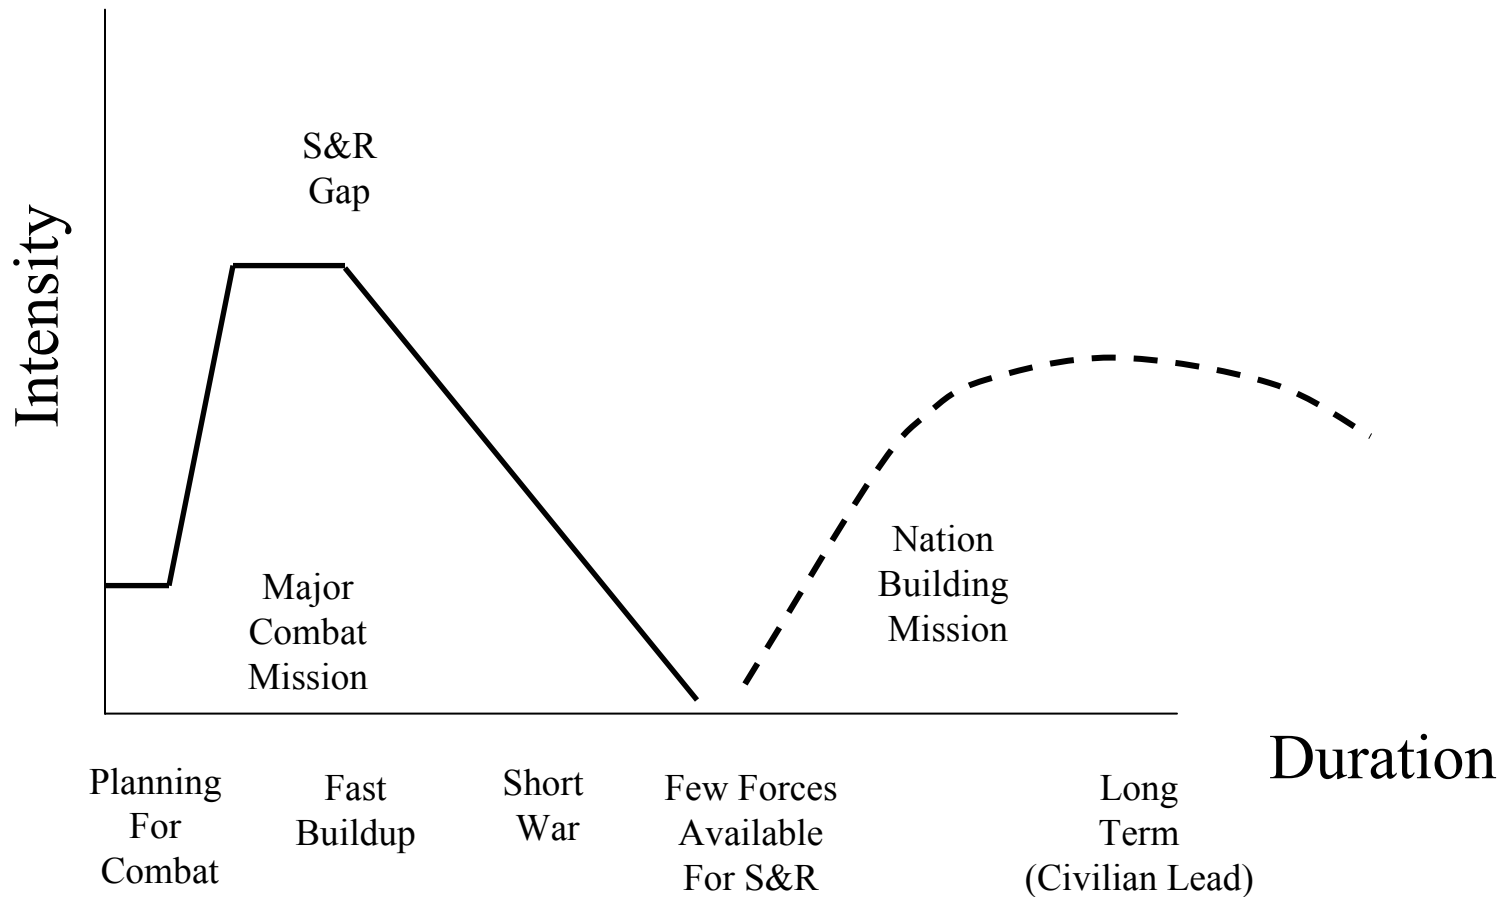 S&R
Gap
Intensity
Major
Combat
Mission
Nation
Building
Mission
Duration
Planning
For
Combat
Fast
Buildup
Short
War
Few Forces
Available
For S&R
Long
Term
(Civilian Lead)